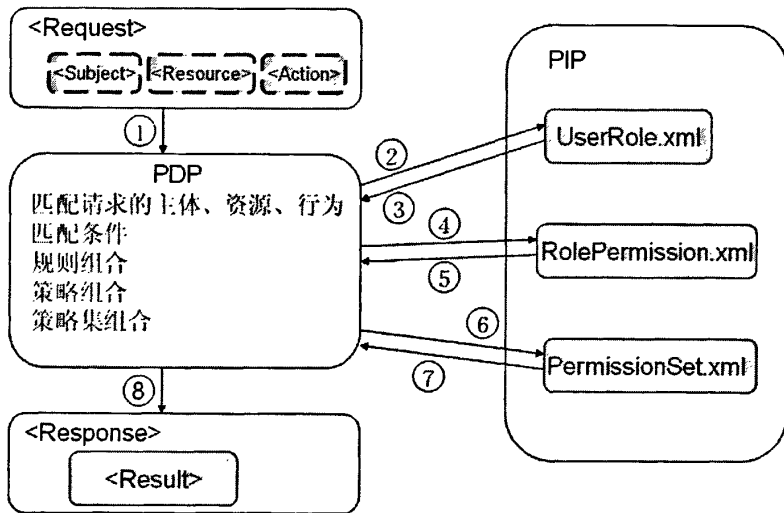 <Request>
<Subject> <Resource> <Action>
①
PDP
匹配请求的主体、资源、行为
匹配条件
规则组合
策略组合
策略集组合
②
③
④
⑤
⑥
⑦
PIP
UserRole.xml
RolePermission.xml
PermissionSet.xml
⑧
<Response>
<Result>